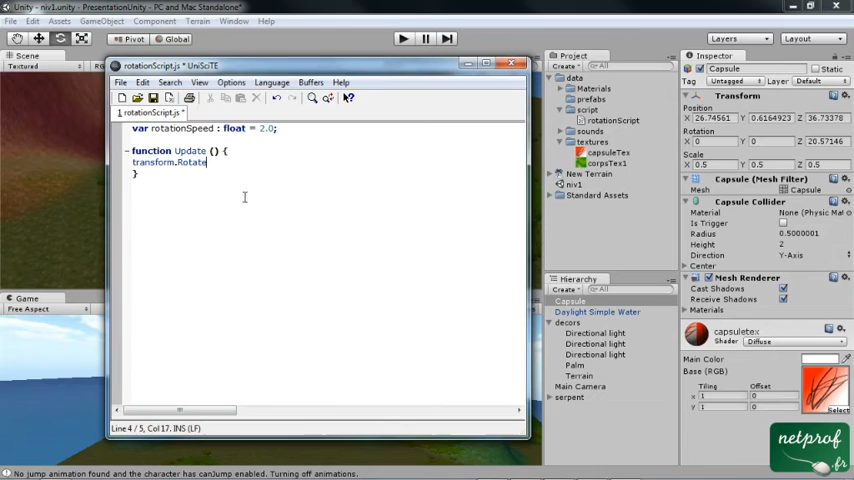 Unity - niv1.unity - PresentationUnity - PC and Mac Standalone*
File Edit Assets GameObject Component Terrain Window Help
Pivot Global Layers Layout
Scene
Textured
Game
Free Aspect
rotationScript.js * UniSciTE
File Edit Search View Options Language Buffers Help
1 rotationScript.js *
var rotationSpeed : float = 2.0;
function Update () {
transform.Rotate
}
Line 4 / 5, Col 17. INS (LF)
Project
Create All
data
Materials
prefabs
script
rotationScript
sounds
textures
capsuleTex
corpsTex1
New Terrain
niv1
Standard Assets
Hierarchy
Create All
Capsule
Daylight Simple Water
decors
Directional light
Directional light
Directional light
Palm
Terrain
Main Camera
serpent
Inspector
Capsule Static
Tag Untagged Layer Default
Transform
Position
X 26.74561 Y 0.6164923 Z 36.73378
Rotation
X 0 Y 0 Z 20.57146
Scale
X 0.5 Y 0.5 Z 0.5
Capsule (Mesh Filter)
Mesh Capsule
Capsule Collider
Material None (Physic Ma
Is Trigger
Radius 0.5000001
Height 2
Direction Y-Axis
Center
Mesh Renderer
Cast Shadows
Receive Shadows
Materials
capsuletex
Shader Diffuse
Main Color
Base (RGB)
Tiling Offset
x 1 0
y 1 0
Select
netprof
.fr
No jump animation found and the character has canJump enabled. Turning off animations.